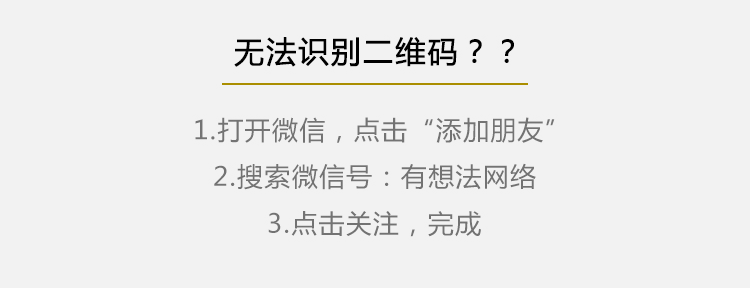 无法识别二维码？？
1.打开微信，点击“添加朋友”
2.搜索微信号：有想法网络
3.点击关注，完成